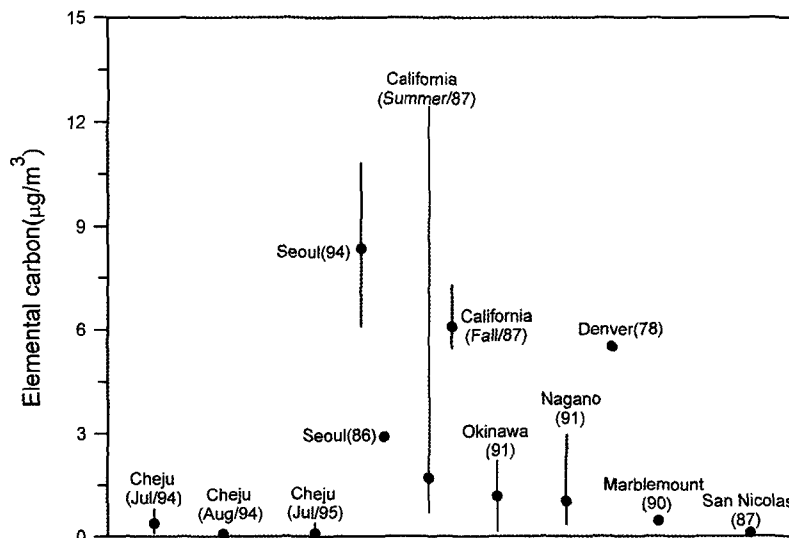 Elemental carbon(μg/m³)
15
12
9
6
3
0
California
(Summer/87)
Seoul(94)
California
(Fall/87)
Denver(78)
Seoul(86)
Okinawa
(91)
Nagano
(91)
Cheju
(Jul/94)
Cheju
(Aug/94)
Cheju
(Jul/95)
Marblemount
(90)
San Nicolas
(87)